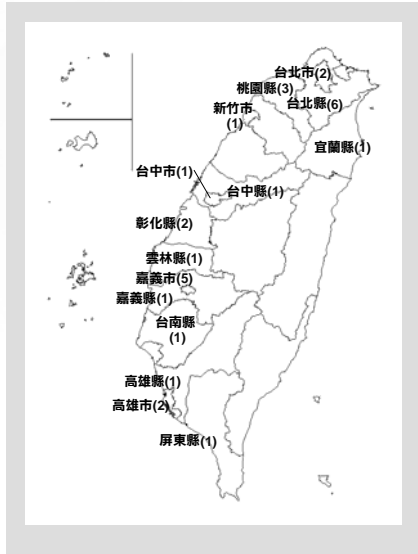 台北市(2)
桃園縣(3)
台北縣(6)
新竹市
(1)
宜蘭縣(1)
台中市(1)
台中縣(1)
彰化縣(2)
雲林縣(1)
嘉義市(5)
嘉義縣(1)
台南縣
(1)
高雄縣(1)
高雄市(2)
屏東縣(1)